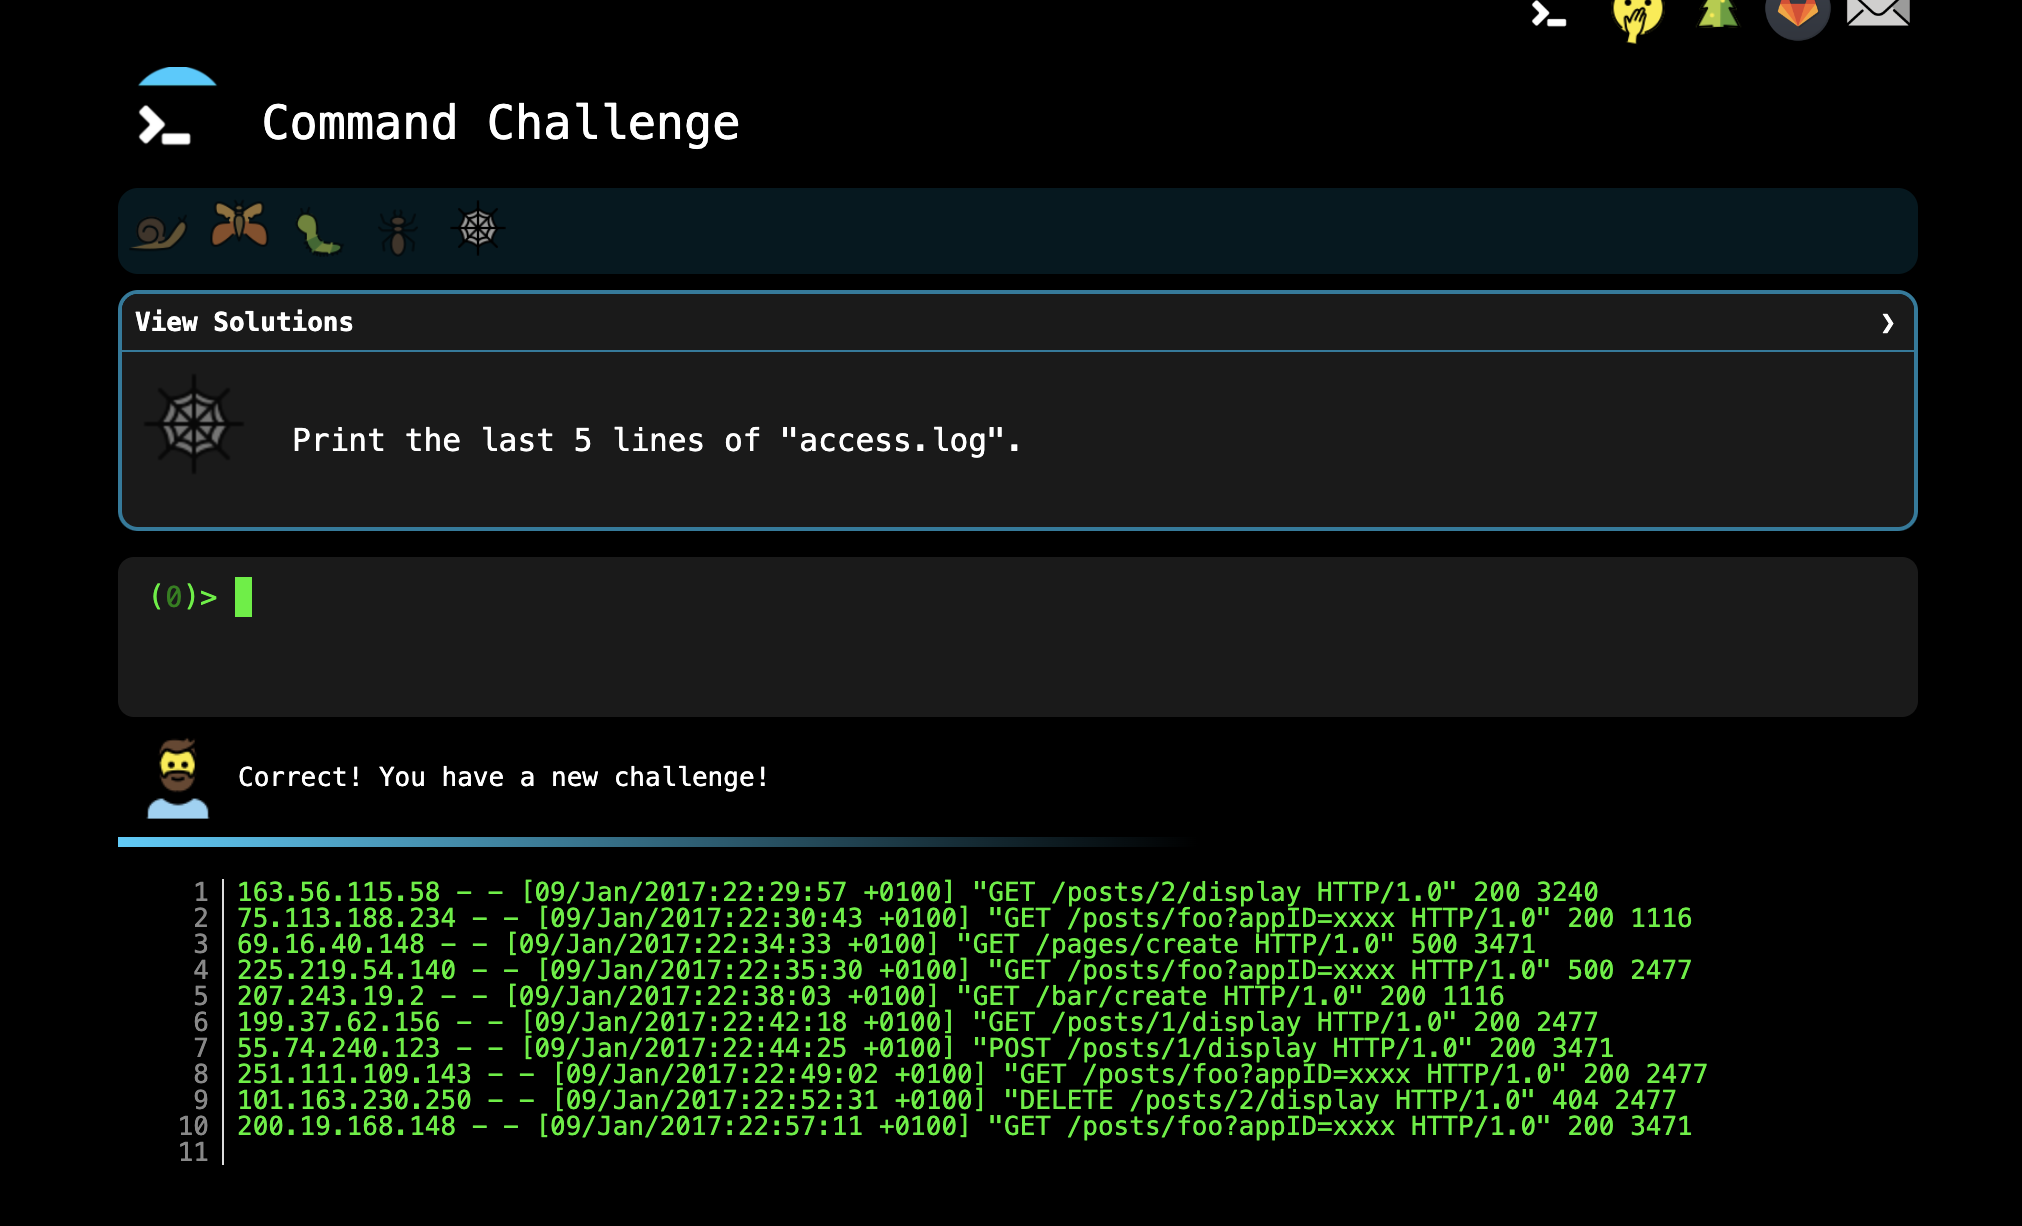 Command Challenge
View Solutions
Print the last 5 lines of "access.log".
(0)>
Correct! You have a new challenge!
1 163.56.115.58 - - [09/Jan/2017:22:29:57 +0100] "GET /posts/2/display HTTP/1.0" 200 3240
2 75.113.188.234 - - [09/Jan/2017:22:30:43 +0100] "GET /posts/foo?appID=xxxx HTTP/1.0" 200 1116
3 69.16.40.148 - - [09/Jan/2017:22:34:33 +0100] "GET /pages/create HTTP/1.0" 500 3471
4 225.219.54.140 - - [09/Jan/2017:22:35:30 +0100] "GET /posts/foo?appID=xxxx HTTP/1.0" 500 2477
5 207.243.19.2 - - [09/Jan/2017:22:38:03 +0100] "GET /bar/create HTTP/1.0" 200 1116
6 199.37.62.156 - - [09/Jan/2017:22:42:18 +0100] "GET /posts/1/display HTTP/1.0" 200 2477
7 55.74.240.123 - - [09/Jan/2017:22:44:25 +0100] "POST /posts/1/display HTTP/1.0" 200 3471
8 251.111.109.143 - - [09/Jan/2017:22:49:02 +0100] "GET /posts/foo?appID=xxxx HTTP/1.0" 200 2477
9 101.163.230.250 - - [09/Jan/2017:22:52:31 +0100] "DELETE /posts/2/display HTTP/1.0" 404 2477
10 200.19.168.148 - - [09/Jan/2017:22:57:11 +0100] "GET /posts/foo?appID=xxxx HTTP/1.0" 200 3471
11